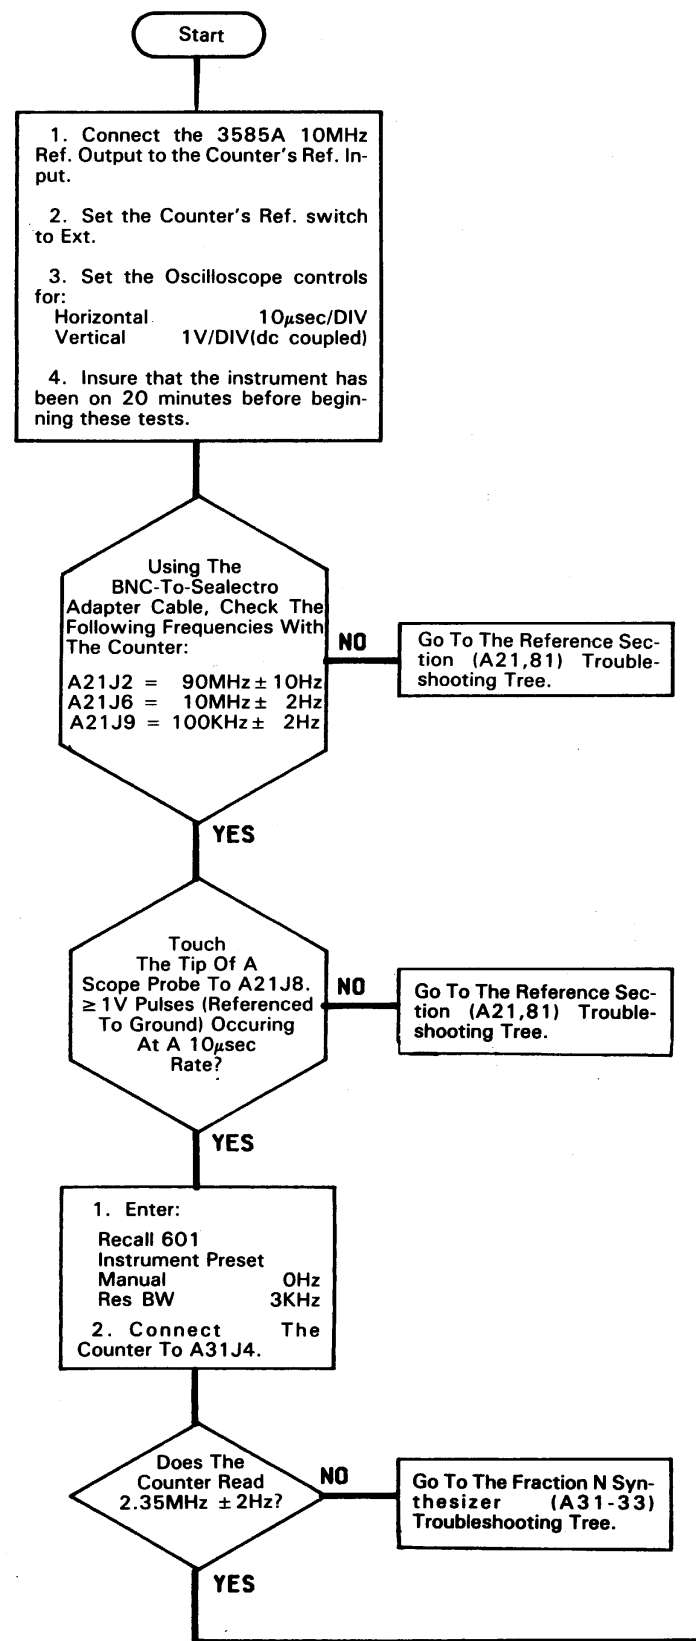 Start
1. Connect the 3585A 10MHz
Ref. Output to the Counter's Ref. In-
put.
2. Set the Counter's Ref. switch
to Ext.
3. Set the Oscilloscope controls
for:
Horizontal 10μsec/DIV
Vertical 1V/DIV(dc coupled)
4. Insure that the instrument has
been on 20 minutes before begin-
ning these tests.
Using The
BNC-To-Sealectro
Adapter Cable, Check The
Following Frequencies With
The Counter:
A21J2 = 90MHz ± 10Hz
A21J6 = 10MHz ± 2Hz
A21J9 = 100KHz ± 2Hz
NO
Go To The Reference Sec-
tion (A21,81) Trouble-
shooting Tree.
YES
Touch
The Tip Of A
Scope Probe To A21J8.
≥ 1V Pulses (Referenced
To Ground) Occuring
At A 10μsec
Rate?
NO
Go To The Reference Sec-
tion (A21,81) Trouble-
shooting Tree.
YES
1. Enter:
Recall 601
Instrument Preset
Manual 0Hz
Res BW 3KHz
2. Connect The
Counter To A31J4.
Does The
Counter Read
2.35MHz ± 2Hz?
NO
Go To The Fraction N Syn-
thesizer (A31-33)
Troubleshooting Tree.
YES